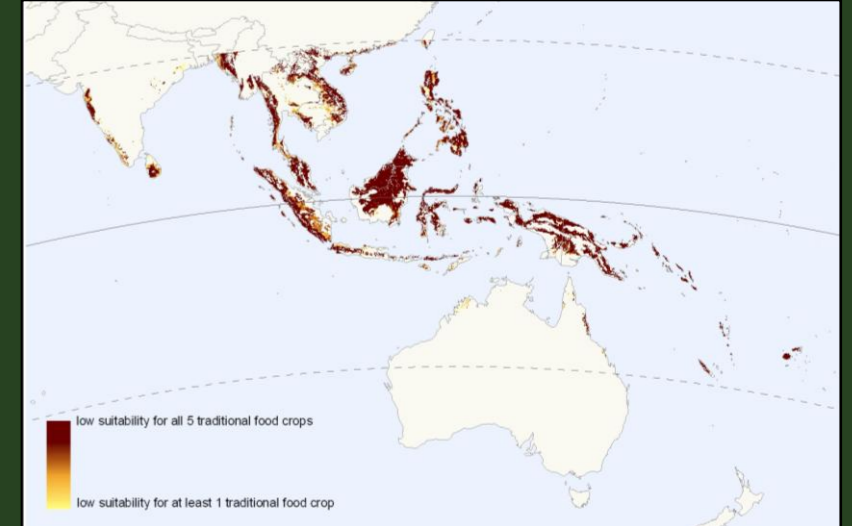 low suitability for all 5 traditional food crops
low suitability for at least 1 traditional food crop